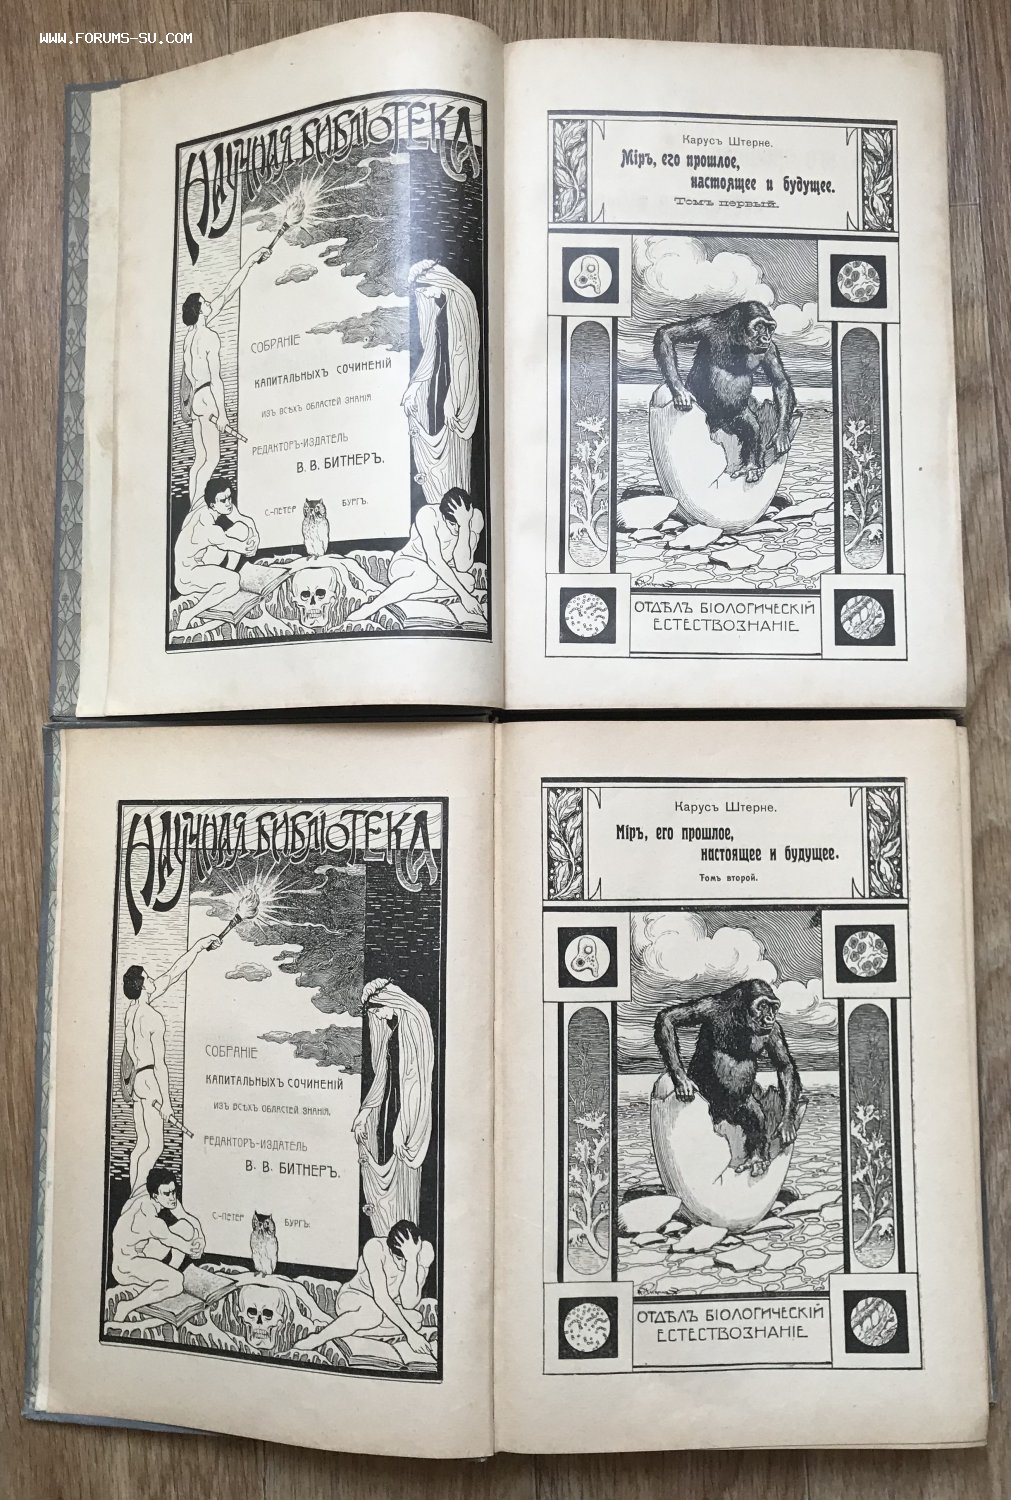 WWW.FORUMS-SU.COM
НАУЧНАЯ БИБЛІОТЕКА
СОБРАНІЕ
КАПИТАЛЬНЫХЪ СОЧИНЕНІЙ
ИЗЪ ВСѢХЪ ОБЛАСТЕЙ ЗНАНІЯ
РЕДАКТОРЪ-ИЗДАТЕЛЬ
В. В. БИТНЕРЪ.
С.-ПЕТЕР БУРГЪ.
Карусъ Штерне.
Міръ, его прошлое,
настоящее и будущее.
Томъ первый.
ОТДѢЛЪ БІОЛОГИЧЕСКІЙ
ЕСТЕСТВОЗНАНІЕ
НАУЧНАЯ БИБЛІОТЕКА
СОБРАНІЕ
КАПИТАЛЬНЫХЪ СОЧИНЕНІЙ
ИЗЪ ВСѢХЪ ОБЛАСТЕЙ ЗНАНІЯ.
РЕДАКТОРЪ-ИЗДАТЕЛЬ
В. В. БИТНЕРЪ.
С.-ПЕТЕР БУРГЪ.
Карусъ Штерне.
Міръ, его прошлое,
настоящее и будущее.
Томъ второй.
ОТДѢЛЪ БІОЛОГИЧЕСКІЙ
ЕСТЕСТВОЗНАНІЕ